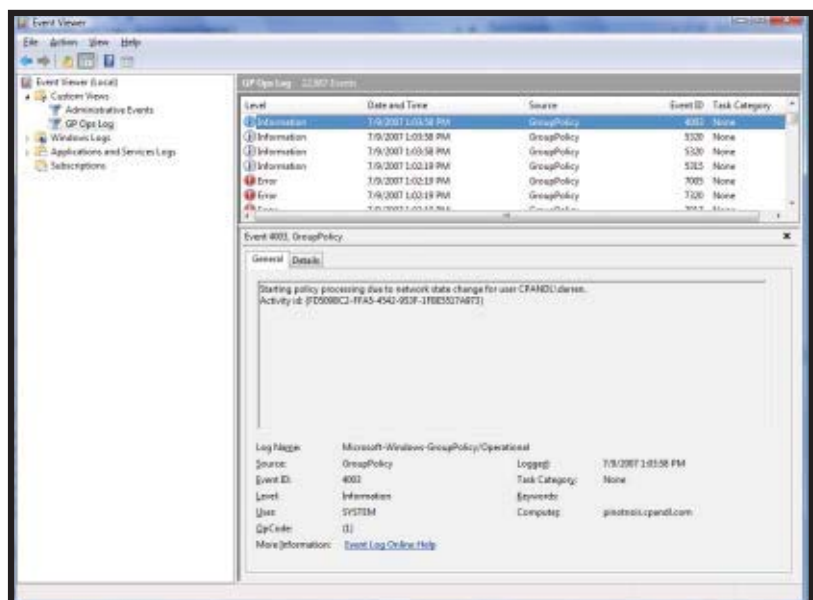 Event Viewer
File Action View Help
Event Viewer (Local)
Custom Views
Administrative Events
GP Ops Log
Windows Logs
Applications and Services Logs
Subscriptions
GP Ops Log Events
Level Date and Time Source Event ID Task Category
Information 7/9/2007 1:03:58 PM GroupPolicy 4003 None
Information 7/9/2007 1:03:58 PM GroupPolicy 5320 None
Information 7/9/2007 1:03:58 PM GroupPolicy 5320 None
Information 7/9/2007 1:02:19 PM GroupPolicy 5315 None
Error 7/9/2007 1:02:19 PM GroupPolicy 7005 None
Error 7/9/2007 1:02:19 PM GroupPolicy 7320 None
Event 4003, GroupPolicy
General Details
Starting policy processing due to network state change for user CPANDL\darren.
Activity id:
Log Name: Microsoft-Windows-GroupPolicy/Operational
Source: GroupPolicy Logged: 7/9/2007 1:03:58 PM
Event ID: 4003 Task Category: None
Level: Information Keywords:
User: SYSTEM Computer: pinotnois.cpandl.com
OpCode: (1)
More Information: Event Log Online Help